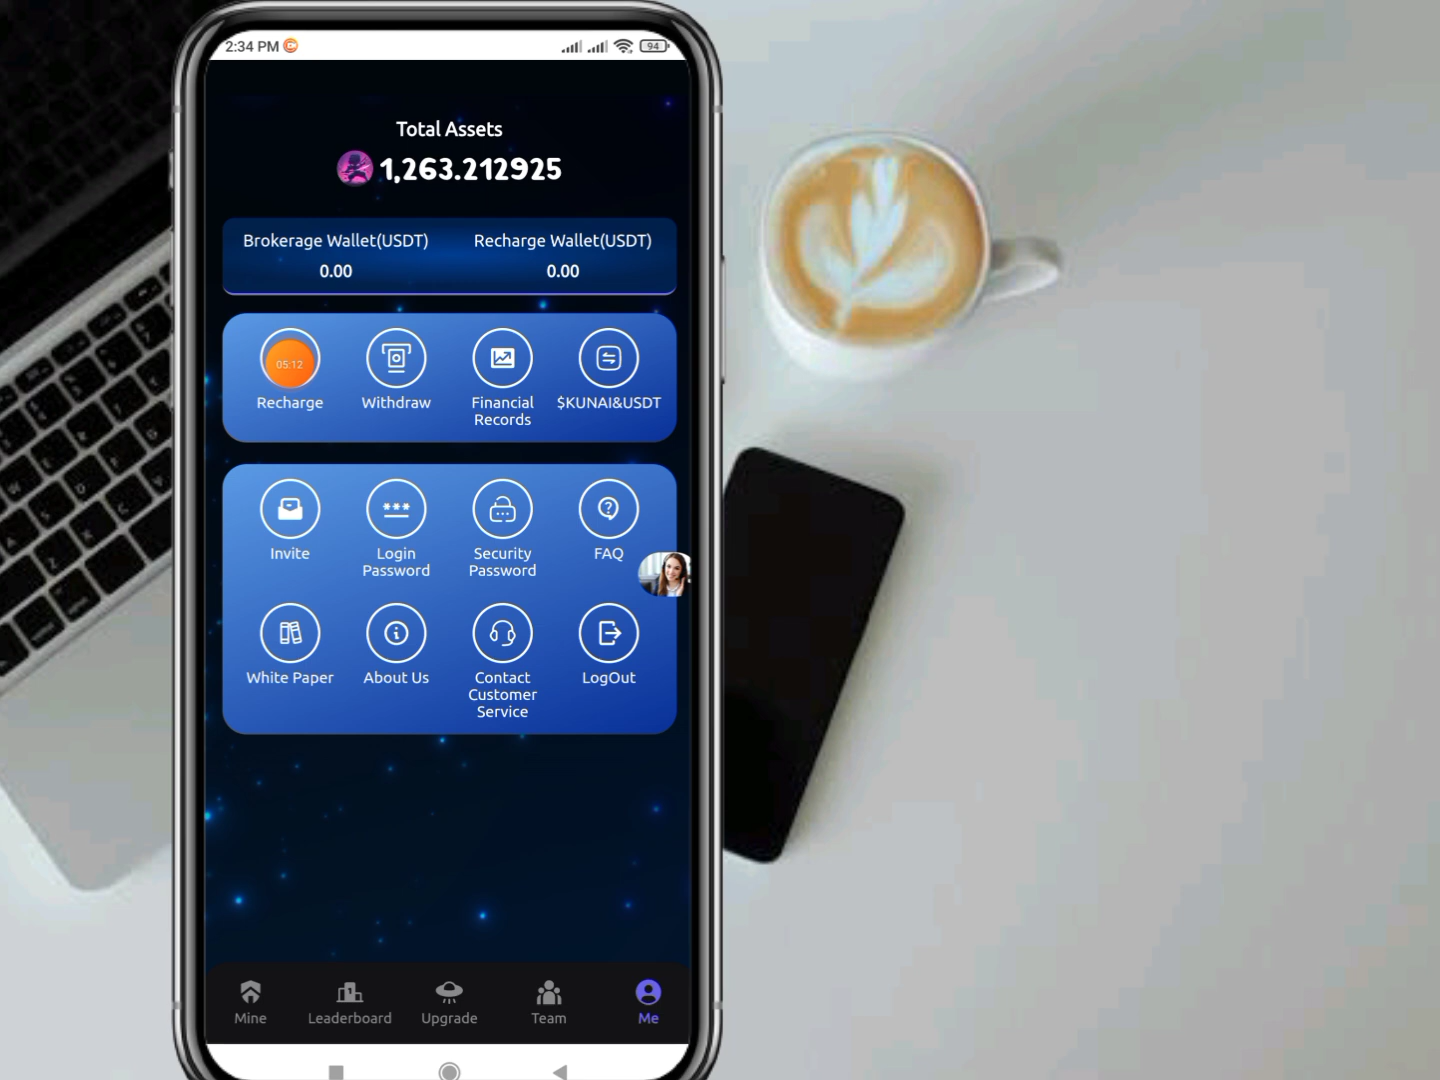 2:34 PM
94
Total Assets
1,263.212925
Brokerage Wallet(USDT) Recharge Wallet(USDT)
0.00 0.00
05:12
Recharge Withdraw Financial Records $KUNAI&USDT
Invite Login Password Security Password FAQ
White Paper About Us Contact Customer Service LogOut
Mine Leaderboard Upgrade Team Me